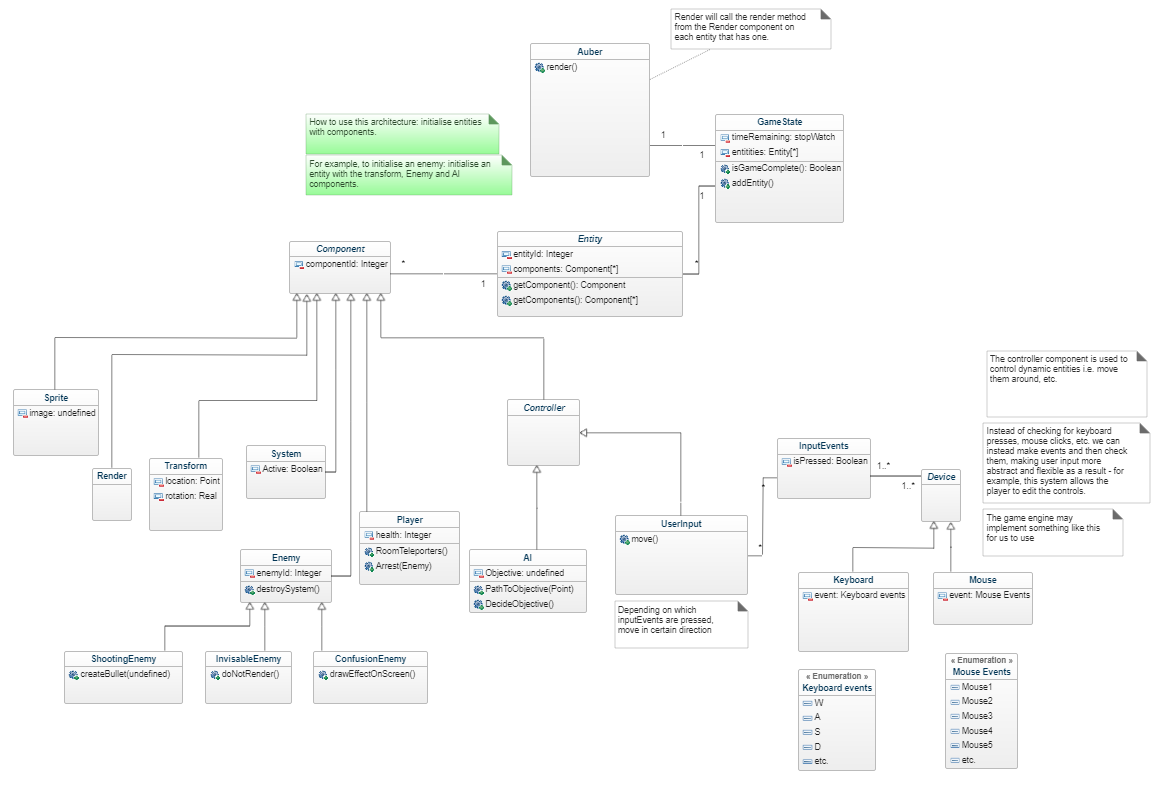 Render will call the render method
from the Render component on
each entity that has one.
Auber
render()
How to use this architecture: initialise entities
with components.
For example, to initialise an enemy: initialise an
entity with the transform, Enemy and AI
components.
1
1
GameState
timeRemaining: stopWatch
entitities: Entity[*]
isGameComplete(): Boolean
addEntity()
1
*
Component
componentId: Integer
*
1
Entity
entityId: Integer
components: Component[*]
getComponent(): Component
getComponents(): Component[*]
Sprite
image: undefined
Render
Transform
location: Point
rotation: Real
System
Active: Boolean
Controller
Player
health: Integer
RoomTeleporters()
Arrest(Enemy)
Enemy
enemyId: Integer
destroySystem()
AI
Objective: undefined
PathToObjective(Point)
DecideObjective()
ShootingEnemy
createBullet(undefined)
InvisableEnemy
doNotRender()
ConfusionEnemy
drawEffectOnScreen()
UserInput
move()
Depending on which
inputEvents are pressed,
move in certain direction
*
*
InputEvents
isPressed: Boolean
1..*
1..*
Device
The controller component is used to
control dynamic entities i.e. move
them around, etc.
Instead of checking for keyboard
presses, mouse clicks, etc. we can
instead make events and then check
them, making user input more
abstract and flexible as a result - for
example, this system allows the
player to edit the controls.
The game engine may
implement something like this
for us to use
Keyboard
event: Keyboard events
Mouse
event: Mouse Events
« Enumeration »
Keyboard events
W
A
S
D
etc.
« Enumeration »
Mouse Events
Mouse1
Mouse2
Mouse3
Mouse4
Mouse5
etc.